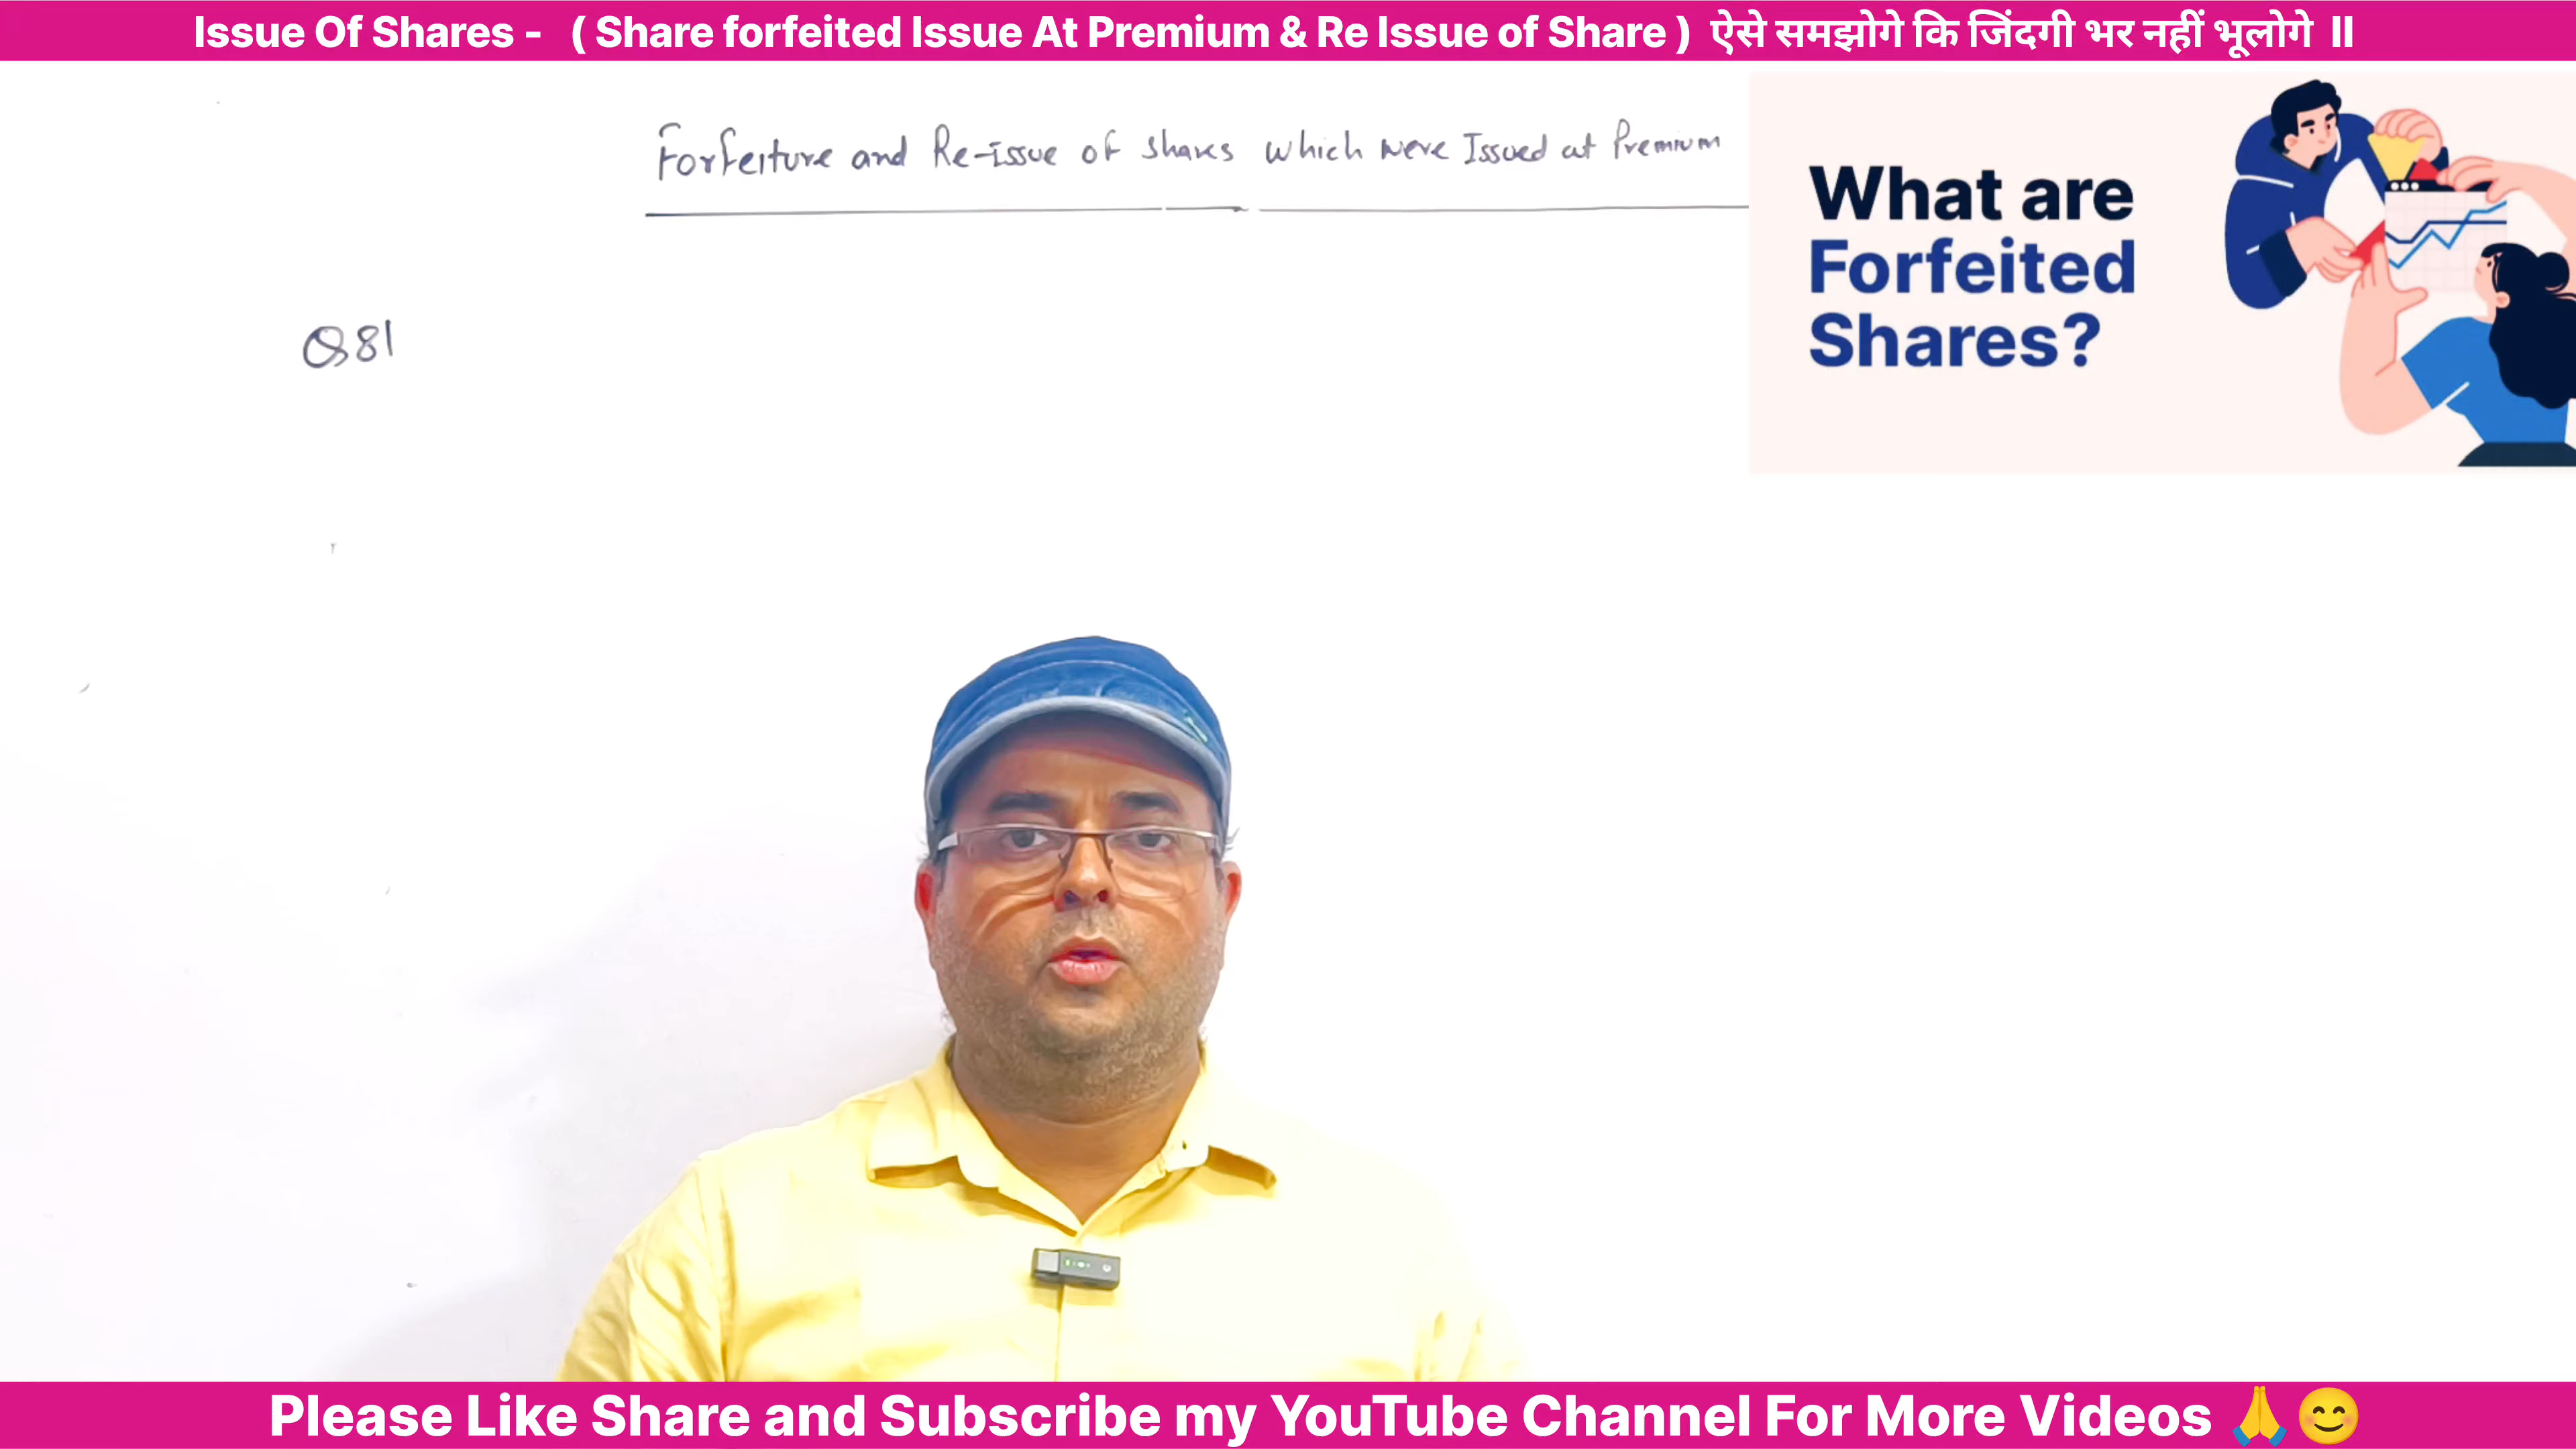 Issue Of Shares - ( Share forfeited Issue At Premium & Re Issue of Share ) ऐसे समझोगे कि जिंदगी भर नहीं भूलोगे II
Forfeiture and Re-issue of shares which were Issued at Premium
What are
Forfeited
Shares?
Q81
Please Like Share and Subscribe my YouTube Channel For More Videos 🙏😊